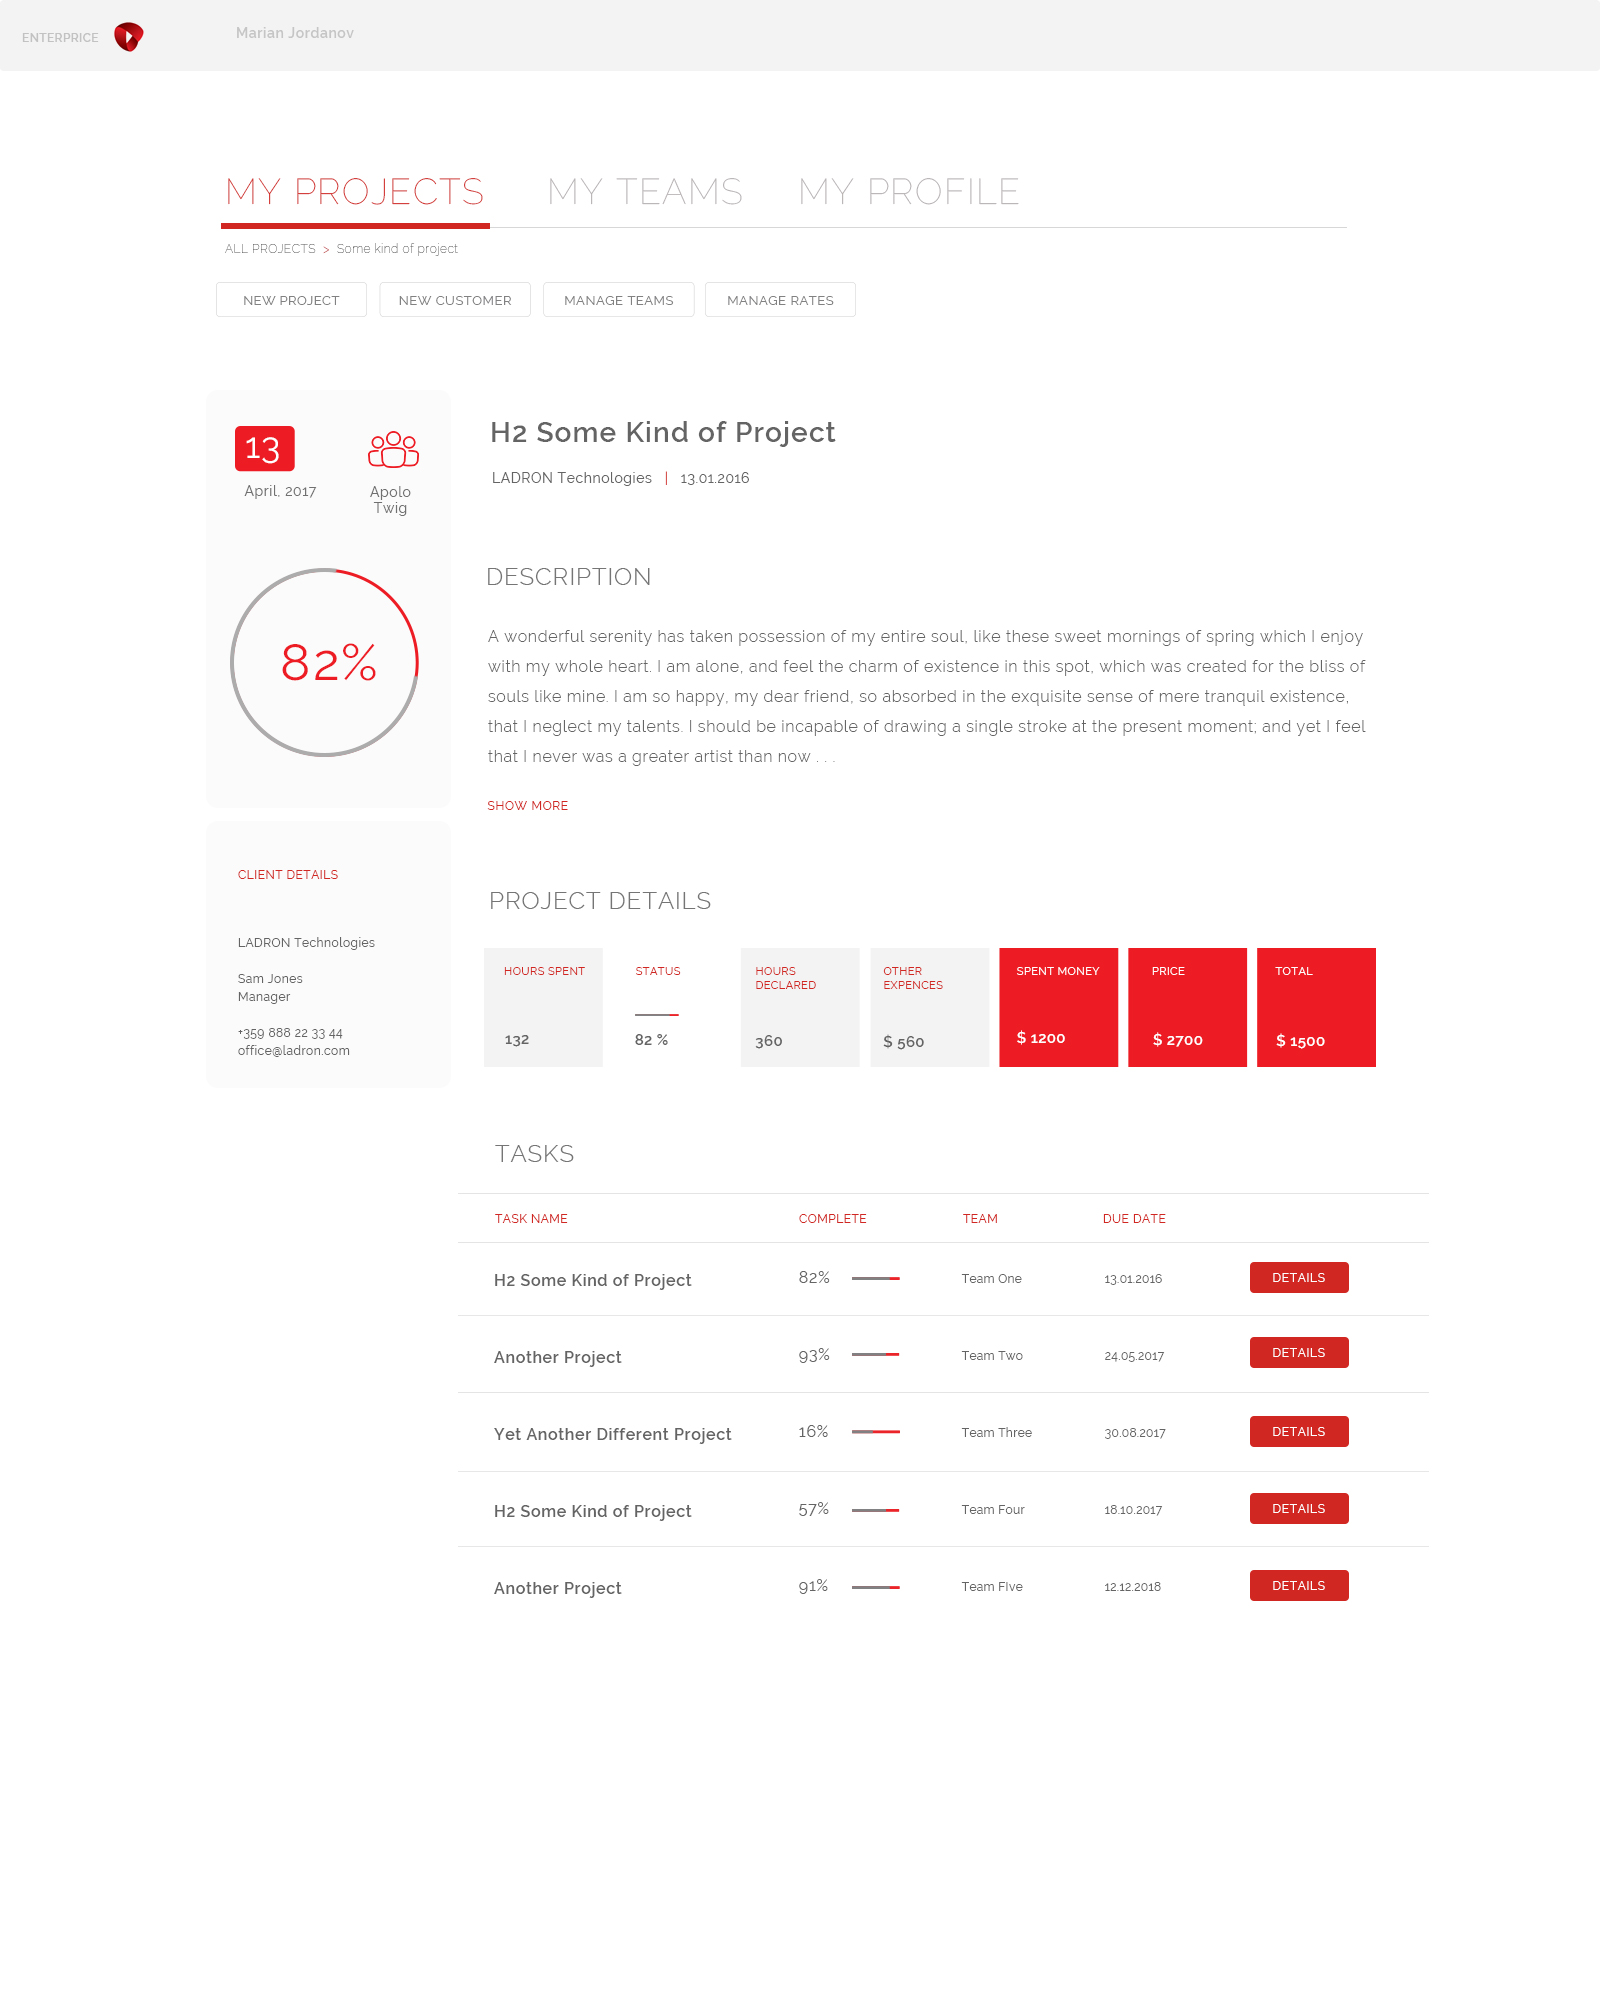 ENTERPRICE
Marian Jordanov
MY PROJECTS MY TEAMS MY PROFILE
ALL PROJECTS > Some kind of project
NEW PROJECT NEW CUSTOMER MANAGE TEAMS MANAGE RATES
13
April, 2017
Apolo
Twig
82%
CLIENT DETAILS
LADRON Technologies
Sam Jones
Manager
+359 888 22 33 44
office@ladron.com
H2 Some Kind of Project
LADRON Technologies | 13.01.2016
DESCRIPTION
A wonderful serenity has taken possession of my entire soul, like these sweet mornings of spring which I enjoy
with my whole heart. I am alone, and feel the charm of existence in this spot, which was created for the bliss of
souls like mine. I am so happy, my dear friend, so absorbed in the exquisite sense of mere tranquil existence,
that I neglect my talents. I should be incapable of drawing a single stroke at the present moment; and yet I feel
that I never was a greater artist than now . . .
SHOW MORE
PROJECT DETAILS
HOURS SPENT
132
STATUS
82 %
HOURS
DECLARED
360
OTHER
EXPENCES
$ 560
SPENT MONEY
$ 1200
PRICE
$ 2700
TOTAL
$ 1500
TASKS
TASK NAME COMPLETE TEAM DUE DATE
H2 Some Kind of Project 82% Team One 13.01.2016 DETAILS
Another Project 93% Team Two 24.05.2017 DETAILS
Yet Another Different Project 16% Team Three 30.08.2017 DETAILS
H2 Some Kind of Project 57% Team Four 18.10.2017 DETAILS
Another Project 91% Team FIve 12.12.2018 DETAILS